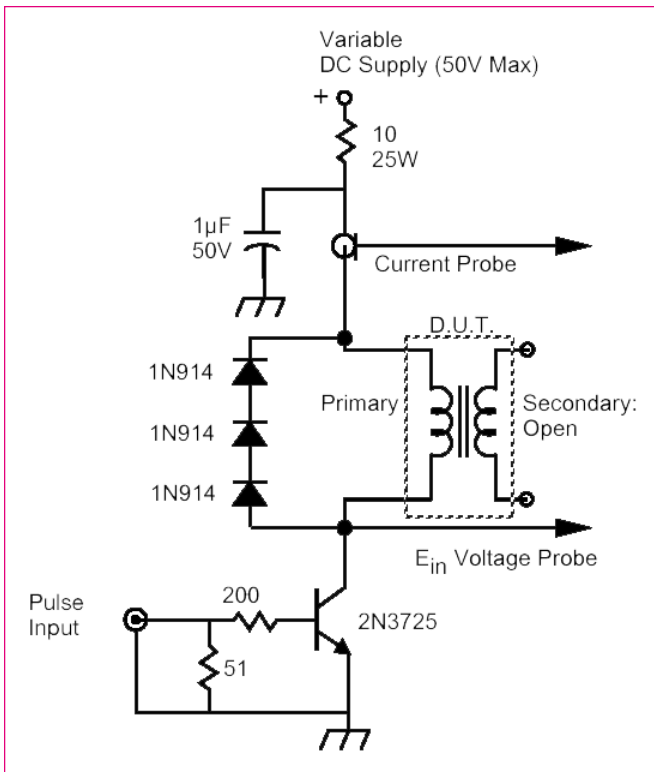 Variable
DC Supply (50V Max)
+
10
25W
1µF
50V
Current Probe
D.U.T.
1N914
Primary
Secondary:
Open
1N914
1N914
Ein Voltage Probe
Pulse
Input
200
2N3725
51